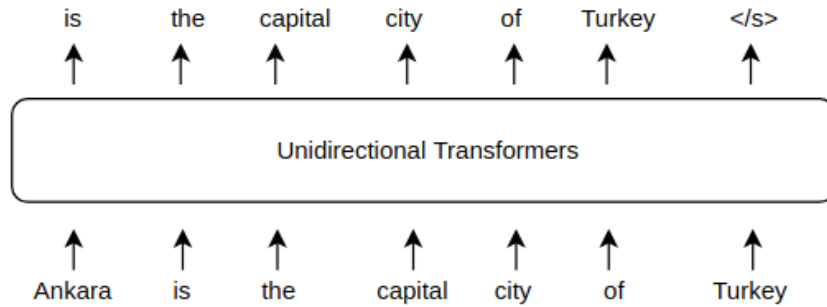 is the capital city of Turkey </s>
Unidirectional Transformers
Ankara is the capital city of Turkey